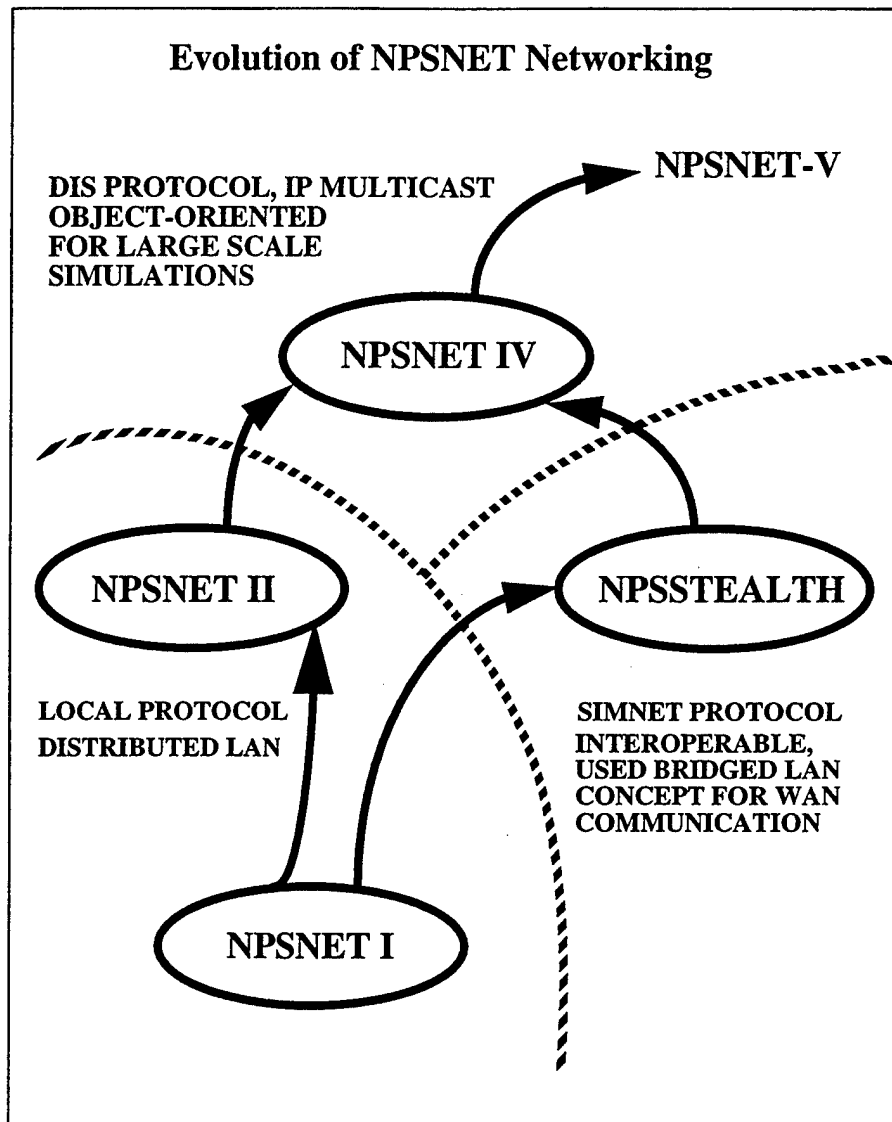 Evolution of NPSNET Networking
NPSNET-V
DIS PROTOCOL, IP MULTICAST
OBJECT-ORIENTED
FOR LARGE SCALE
SIMULATIONS
NPSNET IV
NPSNET II
NPSSTEALTH
LOCAL PROTOCOL
DISTRIBUTED LAN
SIMNET PROTOCOL
INTEROPERABLE,
USED BRIDGED LAN
CONCEPT FOR WAN
COMMUNICATION
NPSNET I